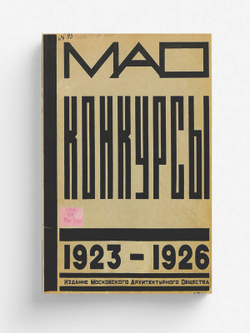 МАО
КОНКУРСЫ
1923 – 1926
Издание Московского Архитектурного Общества